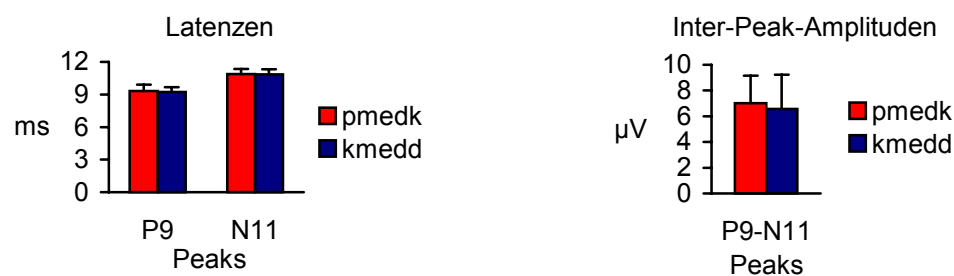 Latenzen
12
9
6
3
0
ms
P9 N11
Peaks
pmedk
kmedd
Inter-Peak-Amplituden
10
8
6
4
2
0
µV
P9-N11
Peaks
pmedk
kmedd